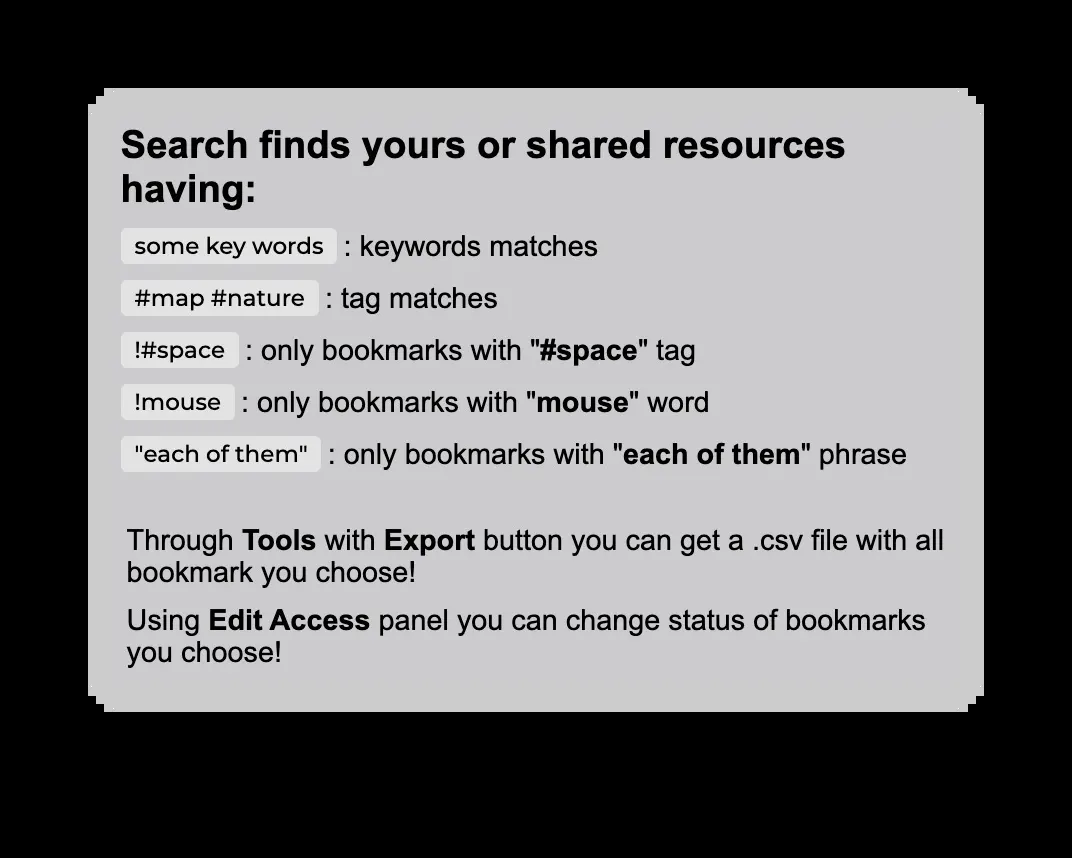 Search finds yours or shared resources
having:
some key words : keywords matches
#map #nature : tag matches
!#space : only bookmarks with "#space" tag
!mouse : only bookmarks with "mouse" word
"each of them" : only bookmarks with "each of them" phrase
Through Tools with Export button you can get a .csv file with all
bookmark you choose!
Using Edit Access panel you can change status of bookmarks
you choose!